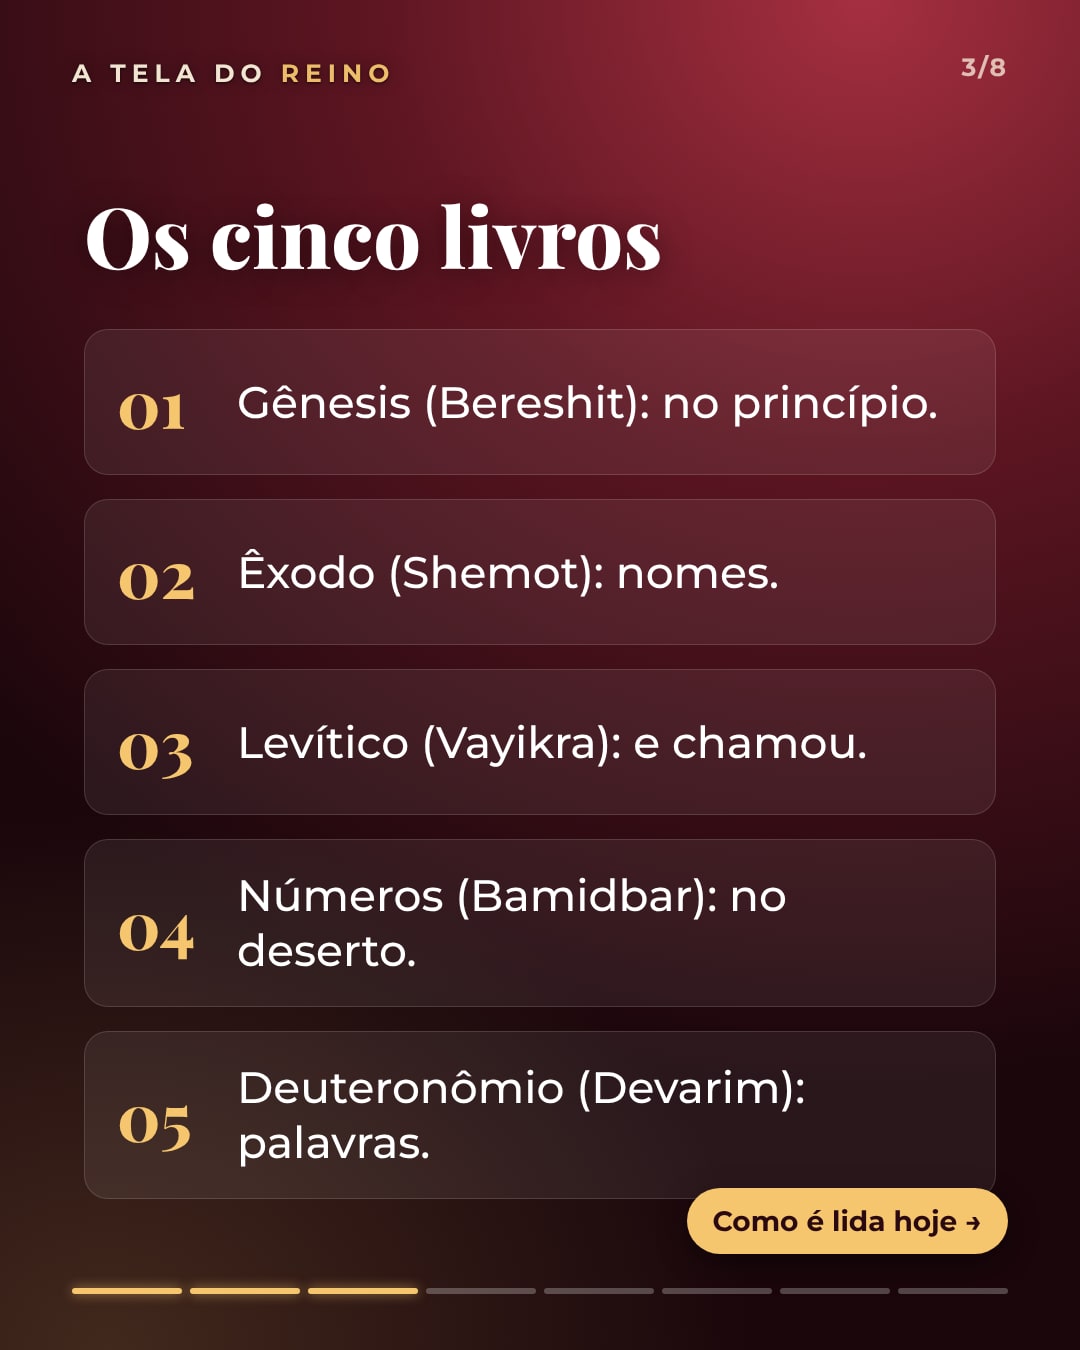 A TELA DO REINO
3/8
Os cinco livros
01 Gênesis (Bereshit): no princípio.
02 Êxodo (Shemot): nomes.
03 Levítico (Vayikra): e chamou.
04 Números (Bamidbar): no
deserto.
05 Deuteronômio (Devarim):
palavras.
Como é lida hoje →